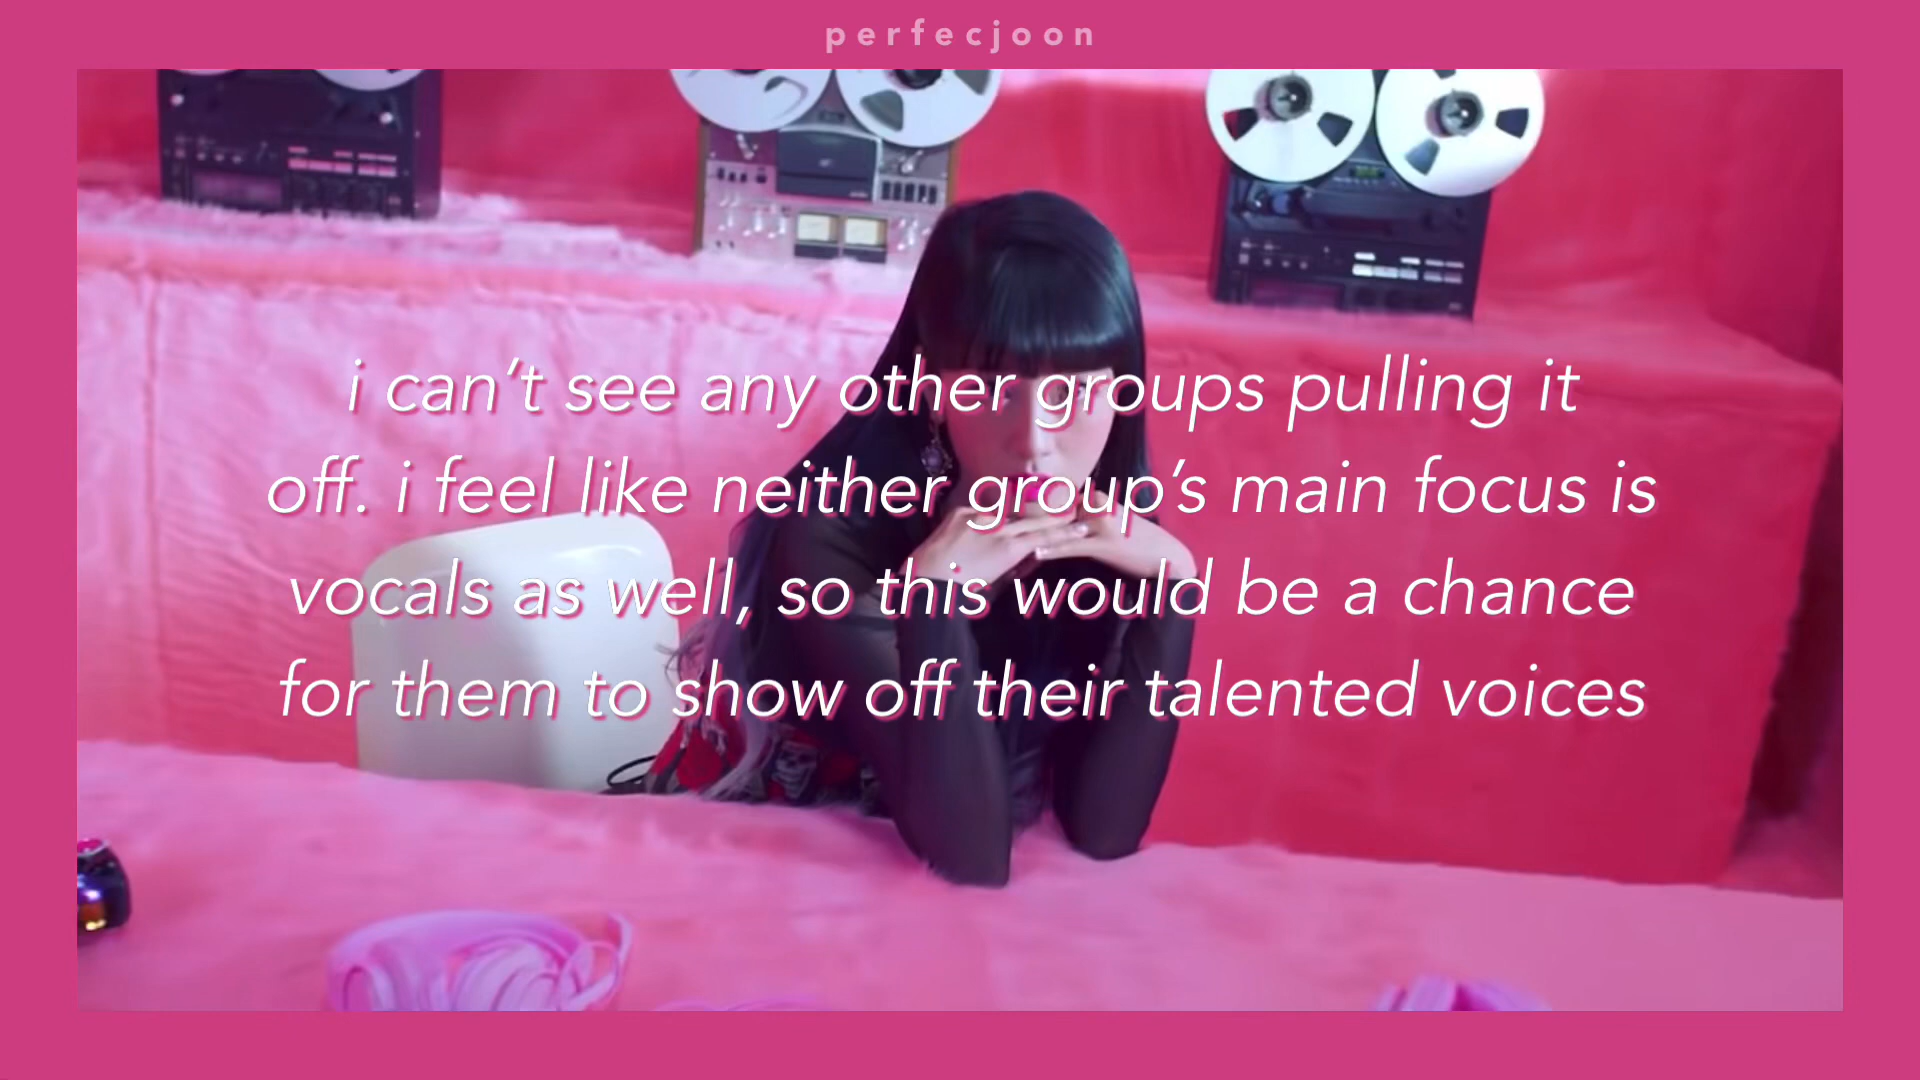 perfecjoon
i can’t see any other groups pulling it
off. i feel like neither group’s main focus is
vocals as well, so this would be a chance
for them to show off their talented voices